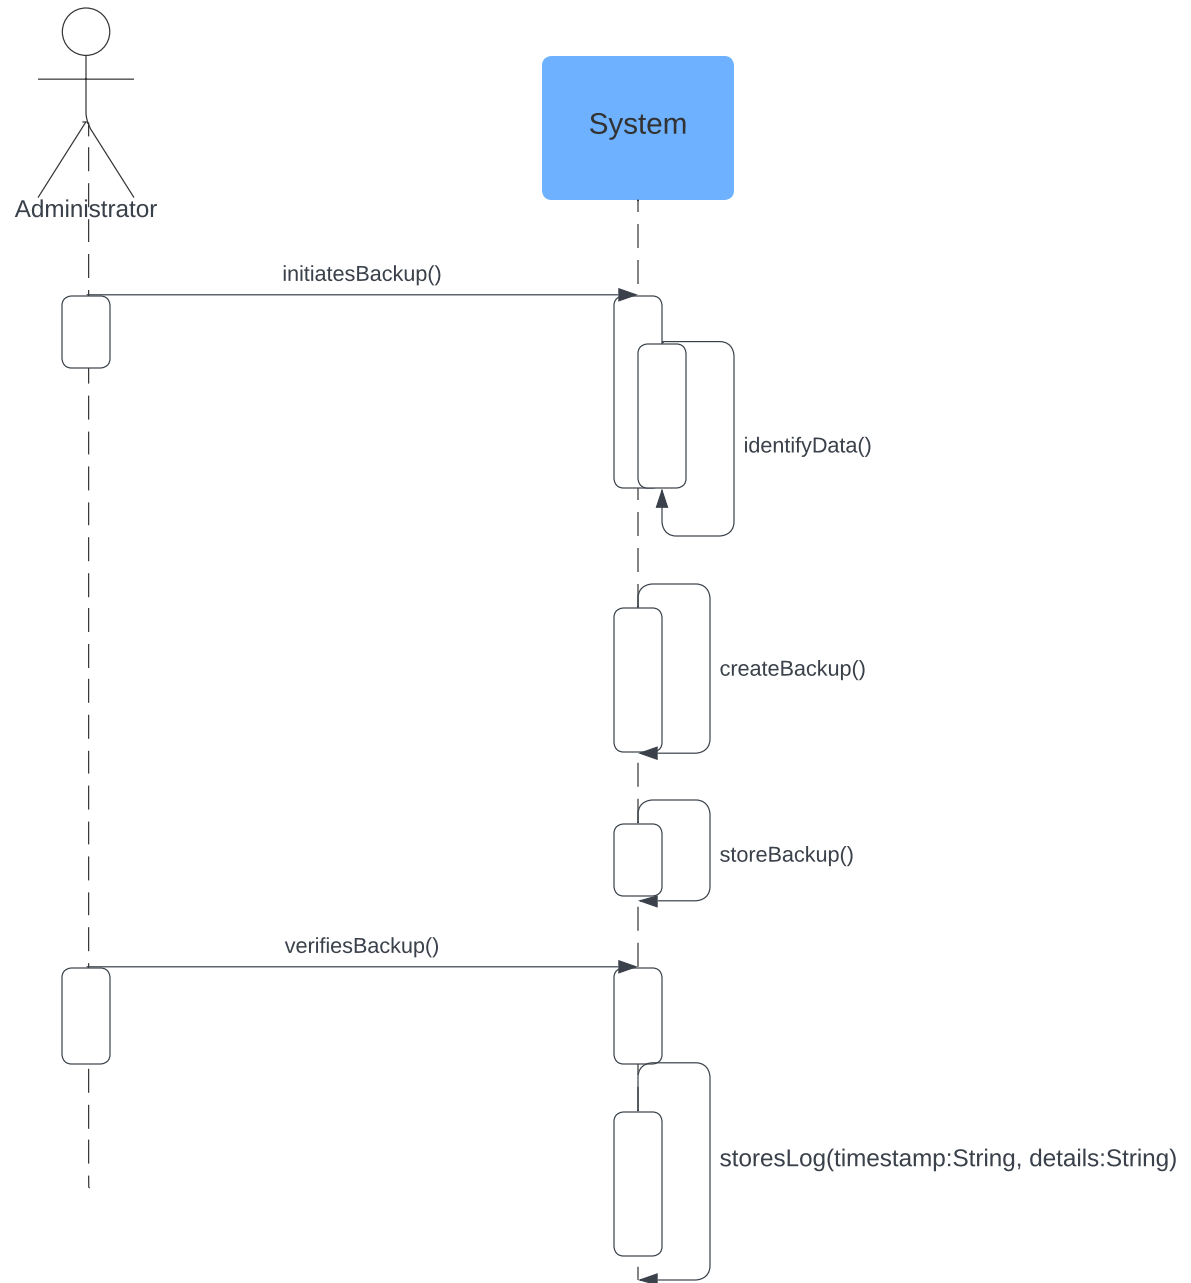 System
Administrator
initiatesBackup()
identifyData()
createBackup()
storeBackup()
verifiesBackup()
storesLog(timestamp:String, details:String)